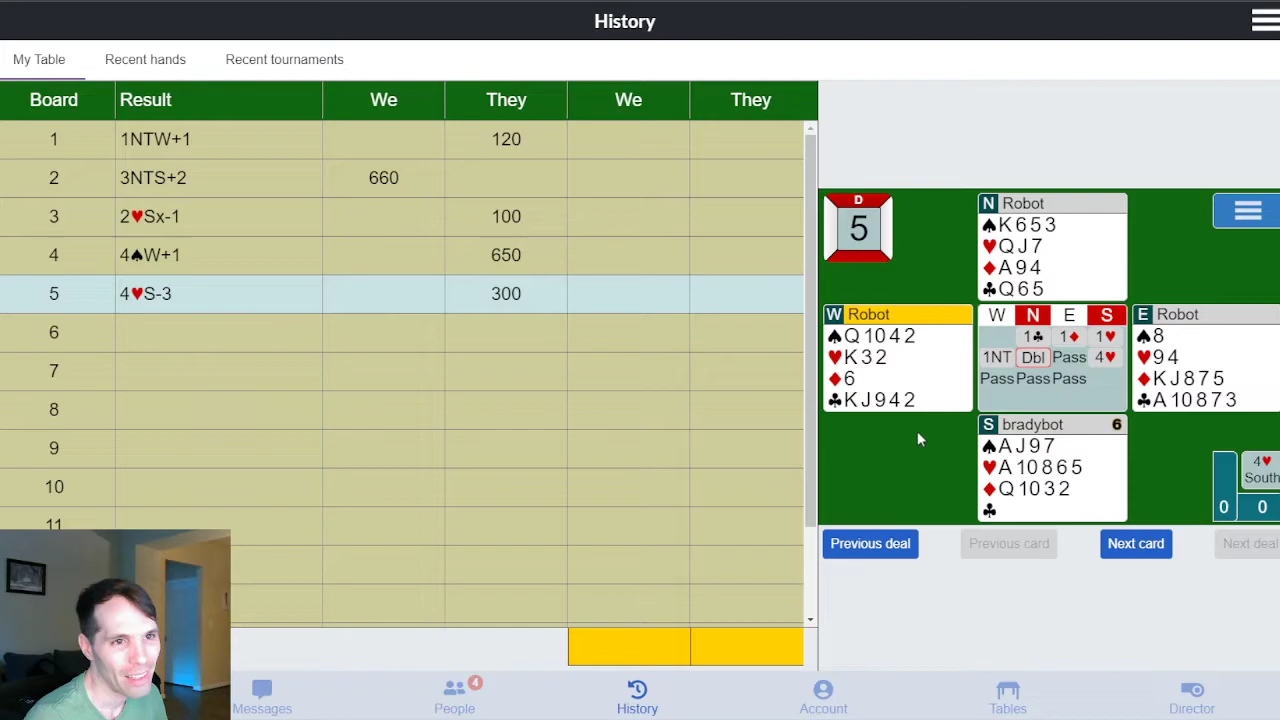 History
My Table Recent hands Recent tournaments
Board Result We They We They
1 1NTW+1 120
2 3NTS+2 660
3 2♥Sx-1 100
4 4♠W+1 650
5 4♥S-3 300
6
7
8
9
10
11
D
5
N Robot
♠K 6 5 3
♥Q J 7
♦A 9 4
♣Q 6 5
W Robot
♠Q 10 4 2
♥K 3 2
♦6
♣K J 9 4 2
W N E S
1♣ 1♦ 1♥
1NT Dbl Pass 4♥
Pass Pass Pass
E Robot
♠8
♥9 4
♦K J 8 7 5
♣A 10 8 7 3
S bradybot 6
♠A J 9 7
♥A 10 8 6 5
♦Q 10 3 2
♣
4♥
South
0 0
Previous deal Previous card Next card Next deal
Messages People 4 History Account Tables Director